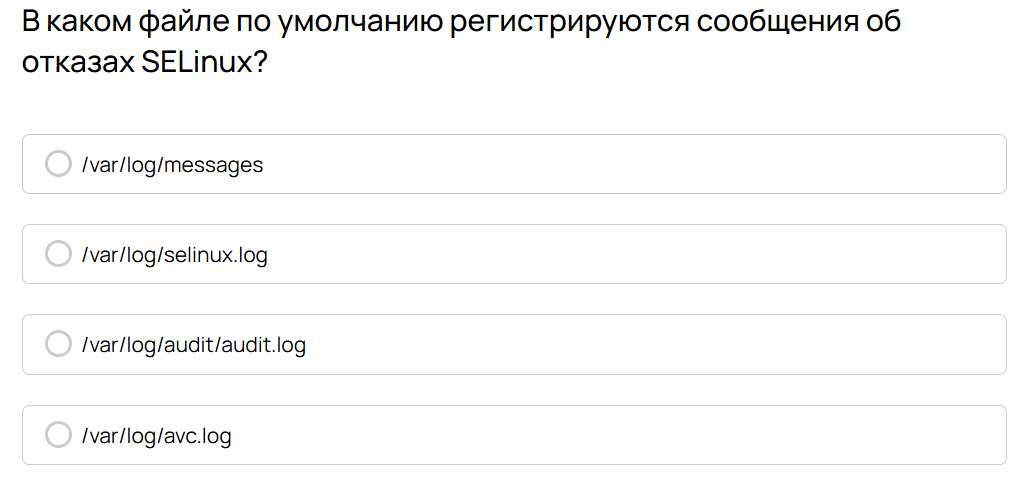 В каком файле по умолчанию регистрируются сообщения об
отказах SELinux?
/var/log/messages
/var/log/selinux.log
/var/log/audit/audit.log
/var/log/avc.log